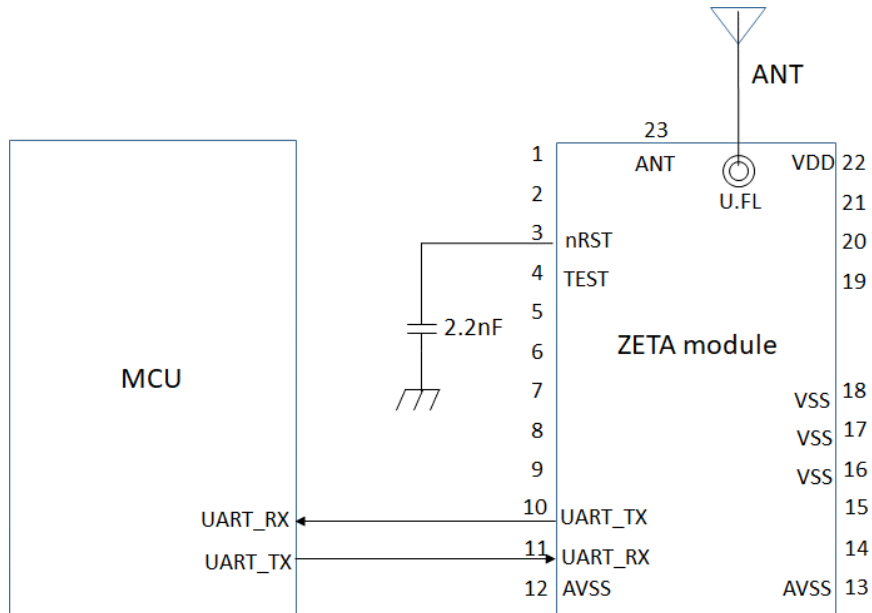 ANT
23
1
ANT
VDD 22
2
U.FL
21
3
nRST
20
4
TEST
19
5
2.2nF
6
ZETA module
MCU
7
VSS
18
8
VSS
17
9
VSS
16
UART_RX
10
UART_TX
15
UART_TX
11
UART_RX
14
12
AVSS
AVSS 13